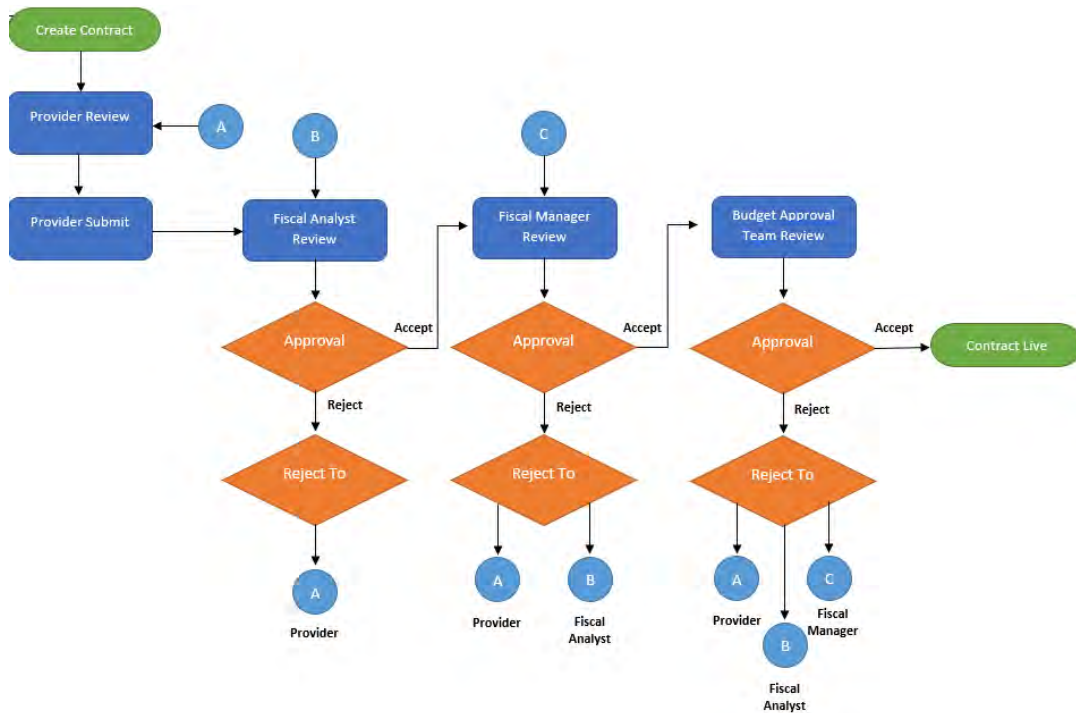 Create Contract
Provider Review
A
B
C
Provider Submit
Fiscal Analyst
Review
Fiscal Manager
Review
Budget Approval
Team Review
Approval
Accept
Approval
Accept
Approval
Accept
Contract Live
Reject
Reject
Reject
Reject To
Reject To
Reject To
A
Provider
A
Provider
B
Fiscal
Analyst
A
Provider
C
Fiscal
Manager
B
Fiscal
Analyst